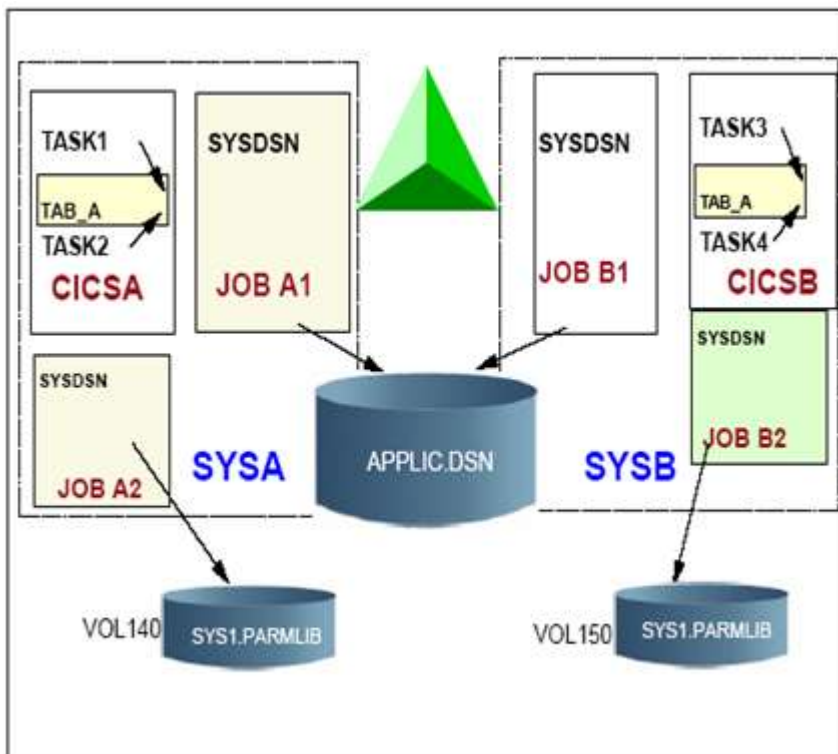 TASK1
TAB_A
TASK2
CICSA
SYSDSN
JOB A1
SYSDSN
JOB B1
TASK3
TAB_A
TASK4
CICSB
SYSDSN
JOB A2
SYSA
APPLIC.DSN
SYSB
SYSDSN
JOB B2
VOL140
SYS1.PARMLIB
VOL150
SYS1.PARMLIB